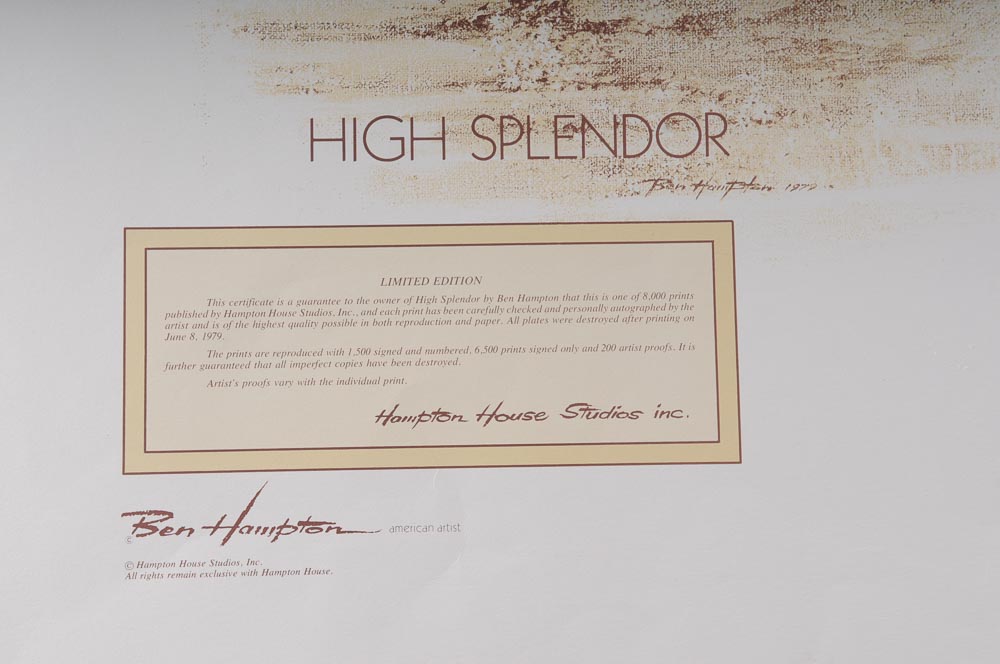 HIGH SPLENDOR
Ben Hampton 1979
LIMITED EDITION
This certificate is a guarantee to the owner of High Splendor by Ben Hampton that this is one of 8,000 prints
published by Hampton House Studios, Inc., and each print has been carefully checked and personally autographed by the
artist and is of the highest quality possible in both reproduction and paper. All plates were destroyed after printing on
June 8, 1979.
The prints are reproduced with 1,500 signed and numbered, 6,500 prints signed only and 200 artist proofs. It is
further guaranteed that all imperfect copies have been destroyed.
Artist's proofs vary with the individual print.
Hampton House Studios inc.
Ben Hampton american artist
©
© Hampton House Studios, Inc.
All rights remain exclusive with Hampton House.